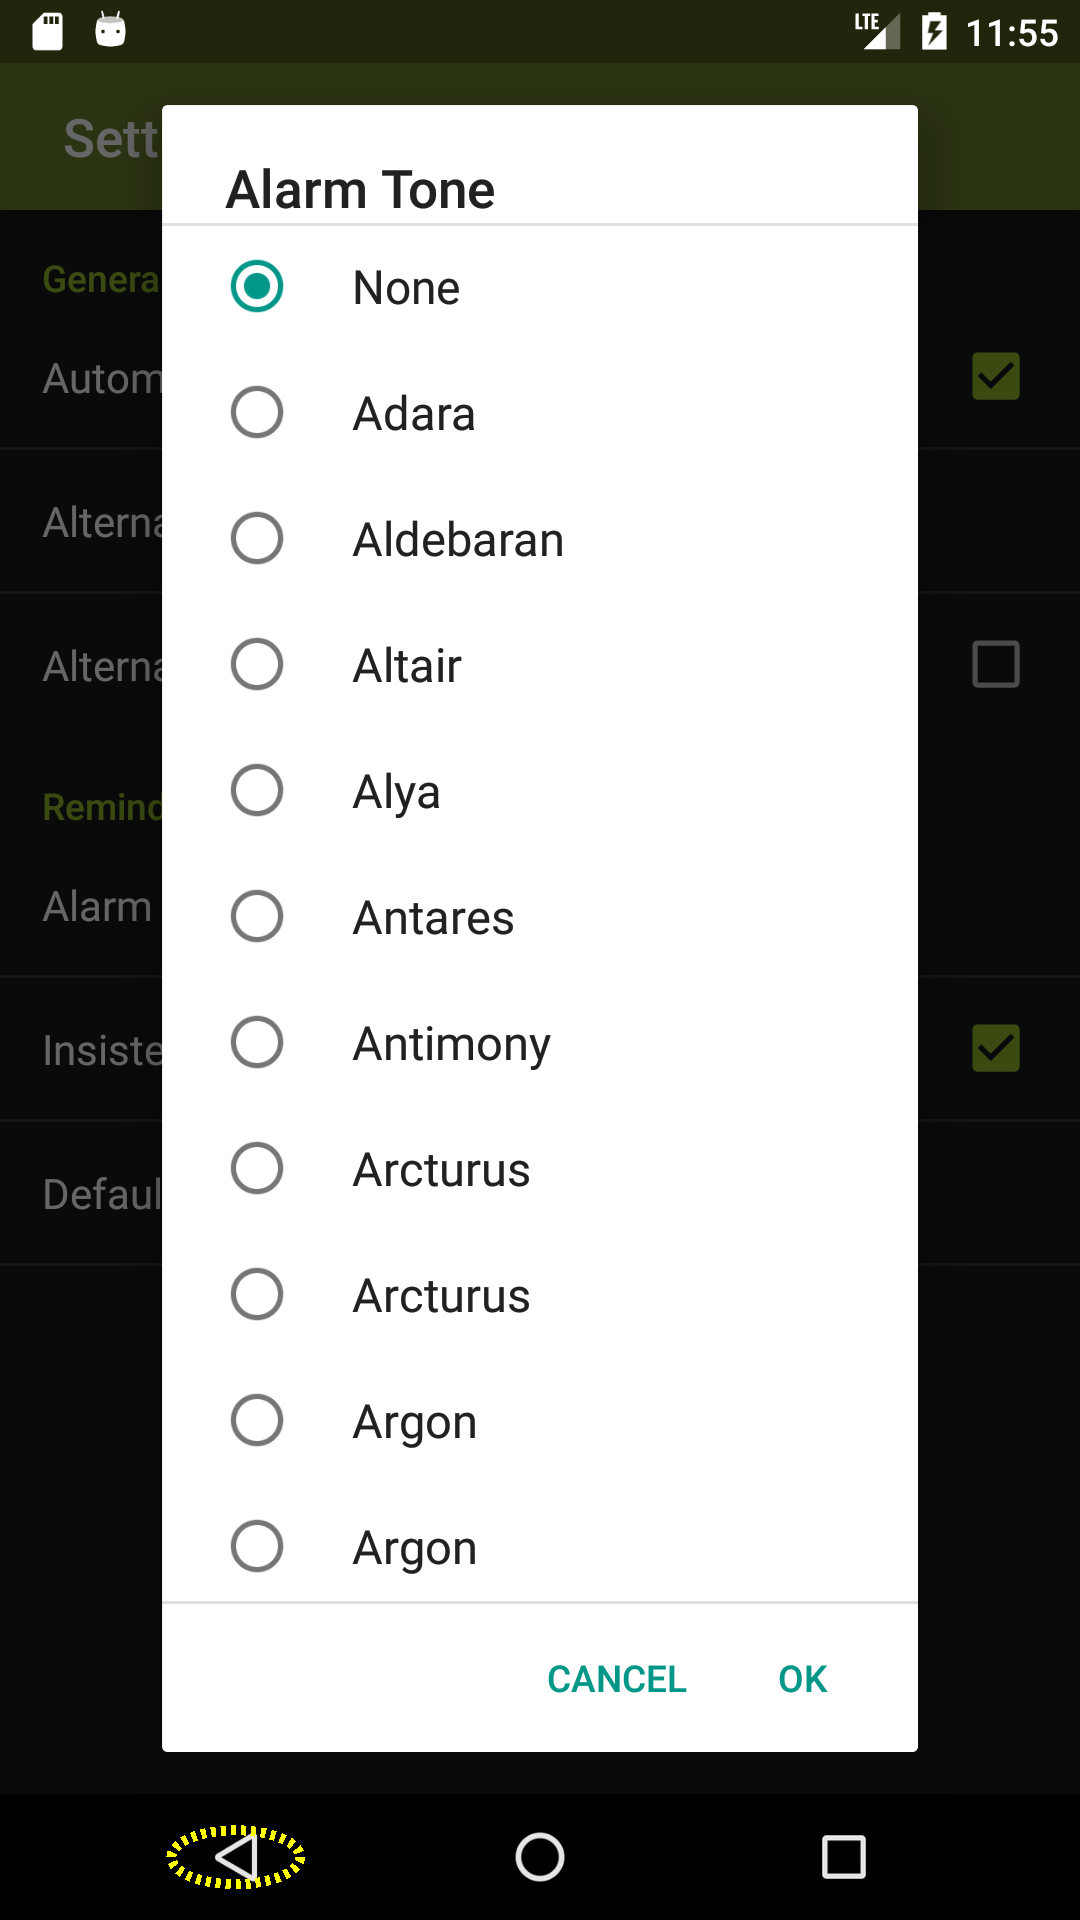 LTE 11:55
Sett
Alarm Tone
Genera
None
Autom
Adara
Alterna
Aldebaran
Alterna
Altair
Remind
Alya
Alarm
Antares
Insiste
Antimony
Defaul
Arcturus
Arcturus
Argon
Argon
CANCEL OK